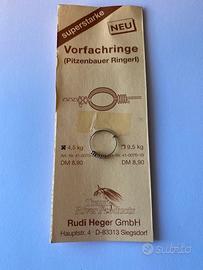 superstarke
NEU
Vorfachringe
(Pitzenbauer Ringerl)
4,5 kg
9,5 kg
DM 8,90
DM 8,90
Rudi Heger GmbH
Hauptstr. 4 · D-83313 Siegsdorf
subito